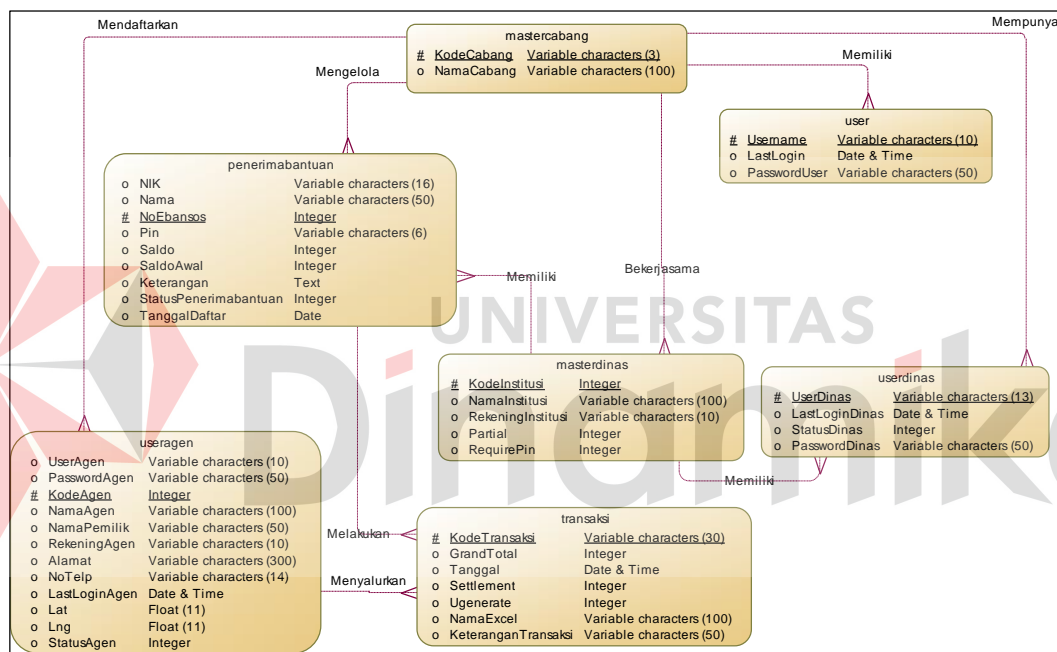 Mendaftarkan
Mempunya
mastercabang
# KodeCabang Variable characters (3)
o NamaCabang Variable characters (100)
Memiliki
Mengelola
user
# Username Variable characters (10)
o LastLogin Date & Time
o PasswordUser Variable characters (50)
penerimabantuan
o NIK Variable characters (16)
o Nama Variable characters (50)
# NoEbansos Integer
o Pin Variable characters (6)
o Saldo Integer
o SaldoAwal Integer
o Keterangan Text
o StatusPenerimabantuan Integer
o TanggalDaftar Date
Memiliki
Bekerjasama
UNIVERSITAS
Dinamika
masterdinas
# KodeInstitusi Integer
o NamaInstitusi Variable characters (100)
o RekeningInstitusi Variable characters (10)
o Partial Integer
o RequirePin Integer
userdinas
# UserDinas Variable characters (13)
o LastLoginDinas Date & Time
o StatusDinas Integer
o PasswordDinas Variable characters (50)
Memiliki
useragen
o UserAgen Variable characters (10)
o PasswordAgen Variable characters (50)
# KodeAgen Integer
o NamaAgen Variable characters (100)
o NamaPemilik Variable characters (50)
o RekeningAgen Variable characters (10)
o Alamat Variable characters (300)
o NoTelp Variable characters (14)
o LastLoginAgen Date & Time
o Lat Float (11)
o Lng Float (11)
o StatusAgen Integer
Melakukan
Menyalurkan
transaksi
# KodeTransaksi Variable characters (30)
o GrandTotal Integer
o Tanggal Date & Time
o Settlement Integer
o Ugenerate Integer
o NamaExcel Variable characters (100)
o KeteranganTransaksi Variable characters (50)